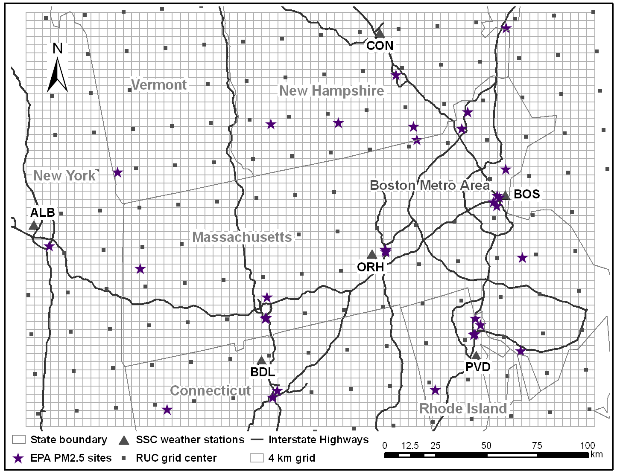 N
CON
Vermont
New Hampshire
New York
Boston Metro Area
BOS
ALB
Massachusetts
ORH
BDL
PVD
Connecticut
Rhode Island
State boundary SSC weather stations Interstate Highways
EPA PM2.5 sites RUC grid center 4 km grid
0 12.5 25 50 75 100
km